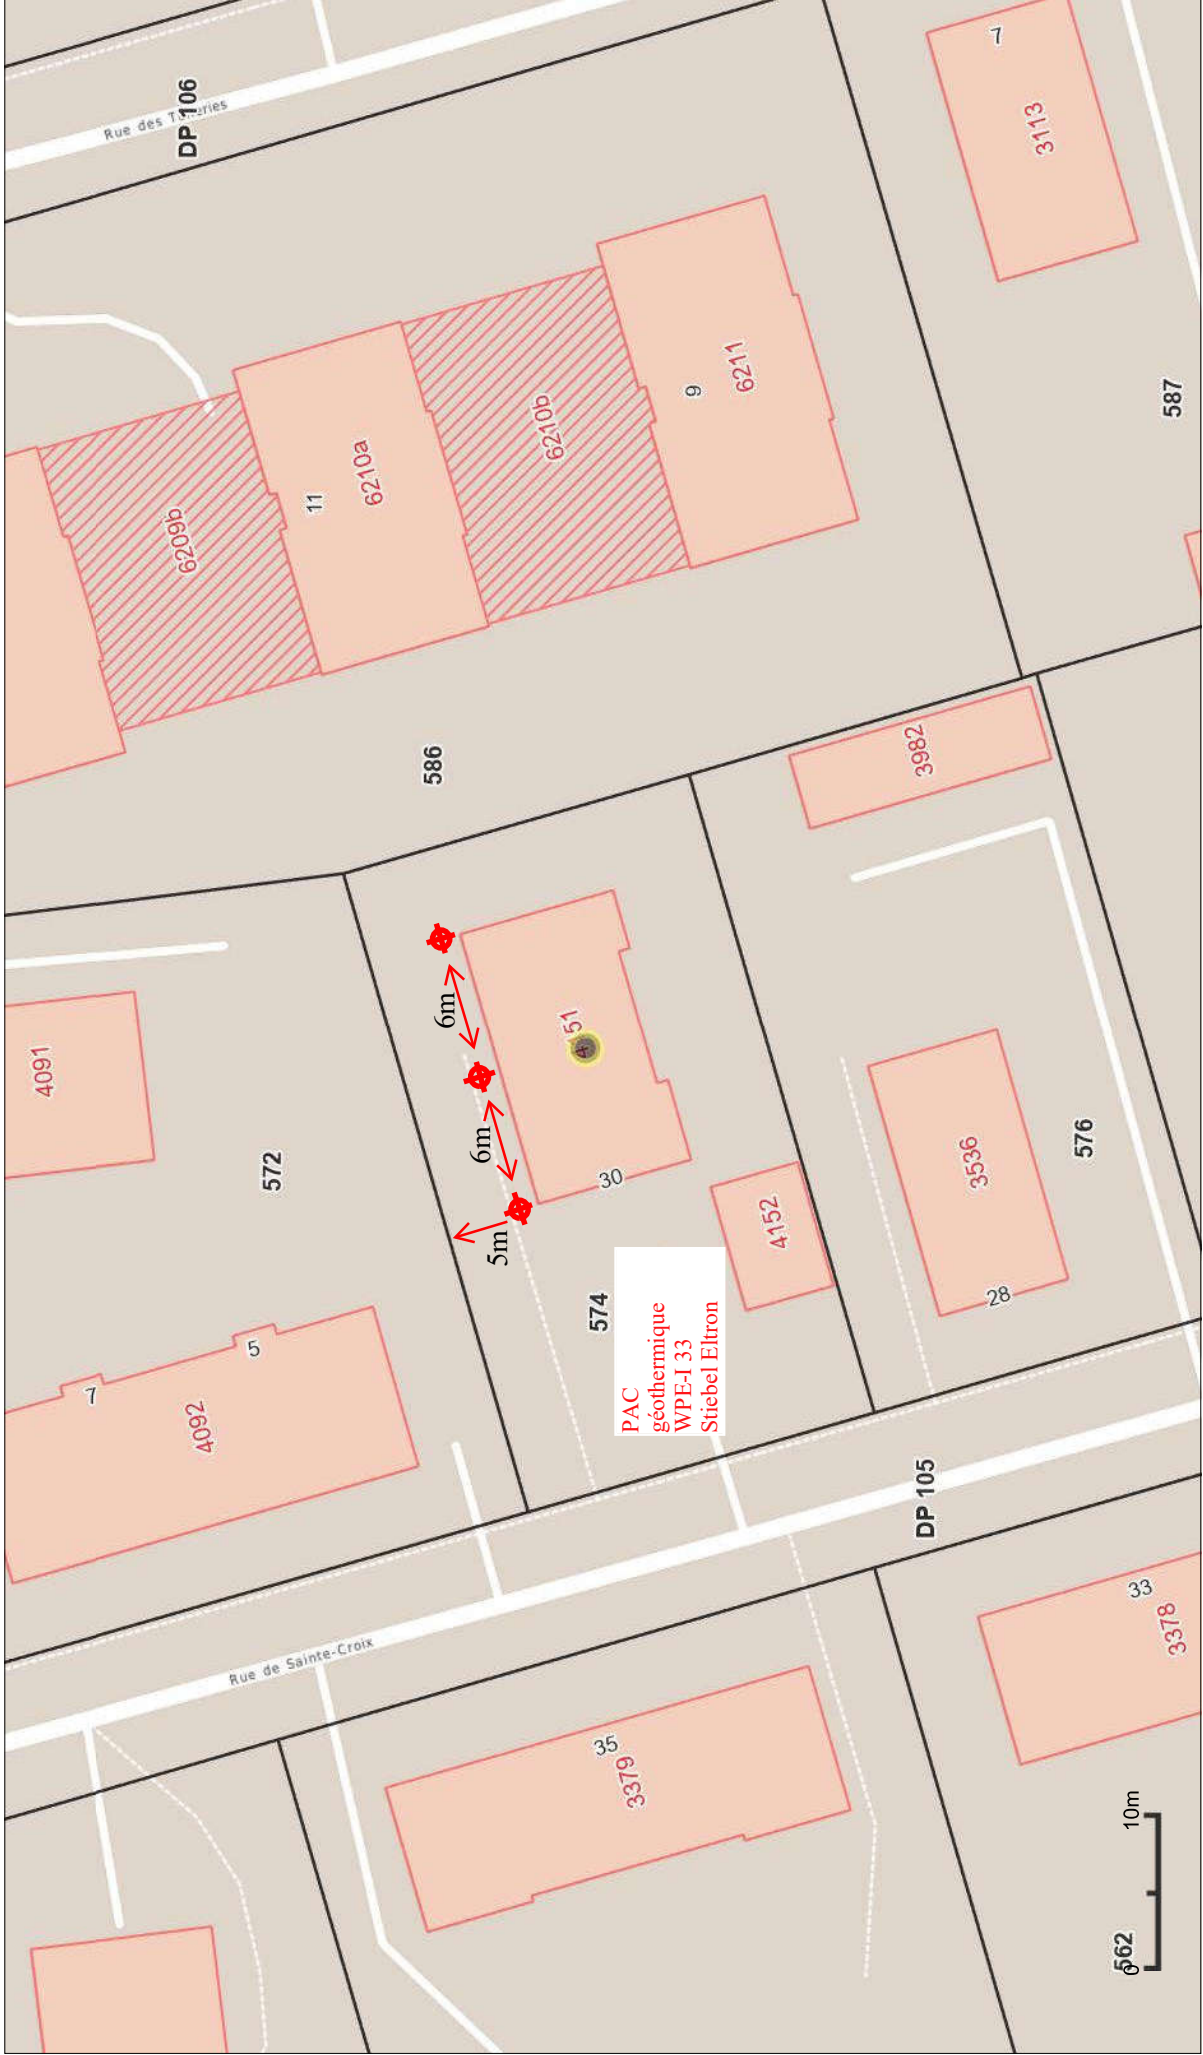 Rue des Tuileries
DP 106
7
3113
6209b
11
6210a
6210b
9
6211
587
586
3982
4091
572
6m
6m
5m
4151
30
574
4152
3536
576
28
PAC
géothermique
WPE-I 33
Stiebel Eltron
7
5
4092
DP 105
Rue de Sainte-Croix
35
3379
33
3378
562
0
10m